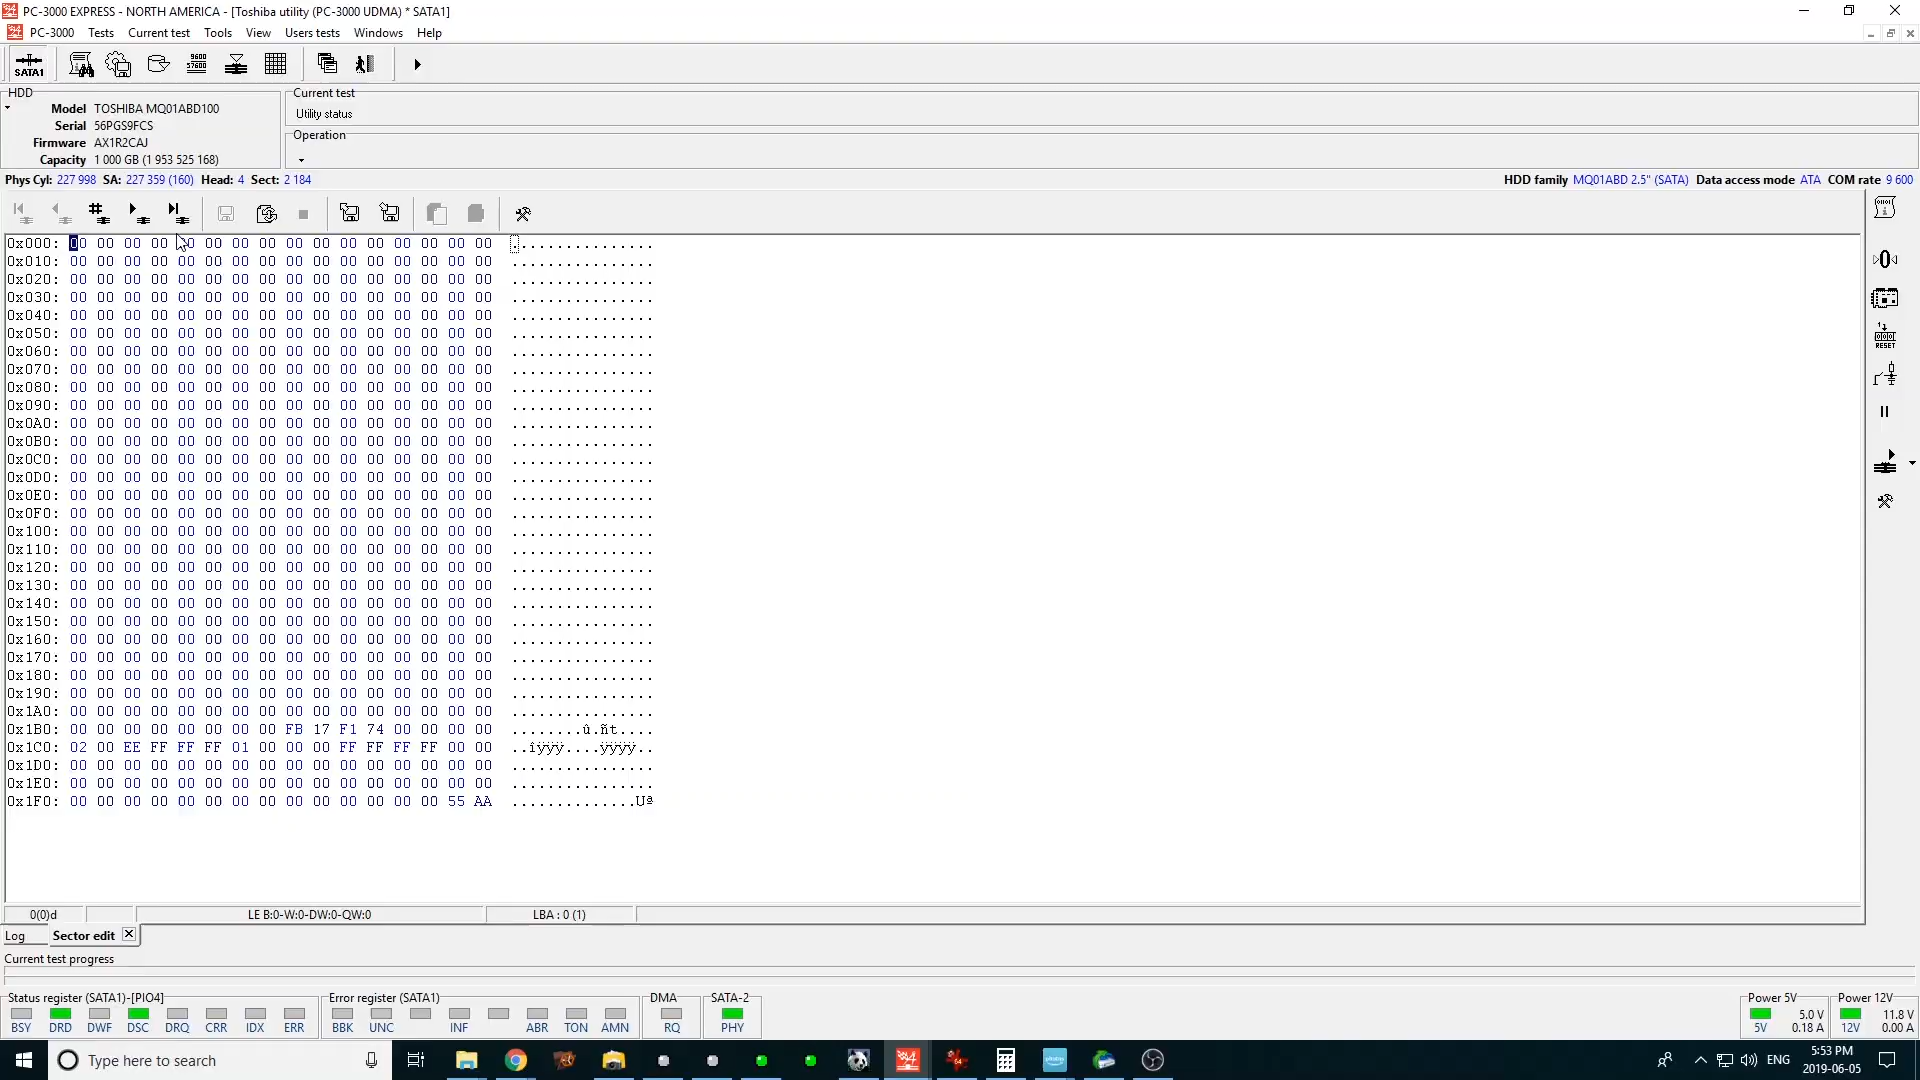 PC-3000 EXPRESS - NORTH AMERICA - [Toshiba utility (PC-3000 UDMA) * SATA1]
PC-3000 Tests Current test Tools View Users tests Windows Help
SATA1
9600
57600
HDD
Model TOSHIBA MQ01ABD100
Serial 56PGS9FCS
Firmware AX1R2CAJ
Capacity 1 000 GB (1 953 525 168)
Current test
Utility status
Operation
Phys Cyl: 227 998 SA: 227 359 (160) Head: 4 Sect: 2 184
HDD family MQ01ABD 2.5" (SATA) Data access mode ATA COM rate 9 600
0x000: 00 00 00 00 00 00 00 00 00 00 00 00 00 00 00 00 ................
0x010: 00 00 00 00 00 00 00 00 00 00 00 00 00 00 00 00 ................
0x020: 00 00 00 00 00 00 00 00 00 00 00 00 00 00 00 00 ................
0x030: 00 00 00 00 00 00 00 00 00 00 00 00 00 00 00 00 ................
0x040: 00 00 00 00 00 00 00 00 00 00 00 00 00 00 00 00 ................
0x050: 00 00 00 00 00 00 00 00 00 00 00 00 00 00 00 00 ................
0x060: 00 00 00 00 00 00 00 00 00 00 00 00 00 00 00 00 ................
0x070: 00 00 00 00 00 00 00 00 00 00 00 00 00 00 00 00 ................
0x080: 00 00 00 00 00 00 00 00 00 00 00 00 00 00 00 00 ................
0x090: 00 00 00 00 00 00 00 00 00 00 00 00 00 00 00 00 ................
0x0A0: 00 00 00 00 00 00 00 00 00 00 00 00 00 00 00 00 ................
0x0B0: 00 00 00 00 00 00 00 00 00 00 00 00 00 00 00 00 ................
0x0C0: 00 00 00 00 00 00 00 00 00 00 00 00 00 00 00 00 ................
0x0D0: 00 00 00 00 00 00 00 00 00 00 00 00 00 00 00 00 ................
0x0E0: 00 00 00 00 00 00 00 00 00 00 00 00 00 00 00 00 ................
0x0F0: 00 00 00 00 00 00 00 00 00 00 00 00 00 00 00 00 ................
0x100: 00 00 00 00 00 00 00 00 00 00 00 00 00 00 00 00 ................
0x110: 00 00 00 00 00 00 00 00 00 00 00 00 00 00 00 00 ................
0x120: 00 00 00 00 00 00 00 00 00 00 00 00 00 00 00 00 ................
0x130: 00 00 00 00 00 00 00 00 00 00 00 00 00 00 00 00 ................
0x140: 00 00 00 00 00 00 00 00 00 00 00 00 00 00 00 00 ................
0x150: 00 00 00 00 00 00 00 00 00 00 00 00 00 00 00 00 ................
0x160: 00 00 00 00 00 00 00 00 00 00 00 00 00 00 00 00 ................
0x170: 00 00 00 00 00 00 00 00 00 00 00 00 00 00 00 00 ................
0x180: 00 00 00 00 00 00 00 00 00 00 00 00 00 00 00 00 ................
0x190: 00 00 00 00 00 00 00 00 00 00 00 00 00 00 00 00 ................
0x1A0: 00 00 00 00 00 00 00 00 00 00 00 00 00 00 00 00 ................
0x1B0: 00 00 00 00 00 00 00 00 FB 17 F1 74 00 00 00 00 ........û.ñt....
0x1C0: 02 00 EE FF FF FF 01 00 00 00 FF FF FF FF 00 00 ..îÿÿÿ....ÿÿÿÿ..
0x1D0: 00 00 00 00 00 00 00 00 00 00 00 00 00 00 00 00 ................
0x1E0: 00 00 00 00 00 00 00 00 00 00 00 00 00 00 00 00 ................
0x1F0: 00 00 00 00 00 00 00 00 00 00 00 00 00 00 55 AA ..............Uª
RESET
0(0)d LE B:0-W:0-DW:0-QW:0 LBA : 0 (1)
Log Sector edit
Current test progress
Status register (SATA1)-[PIO4] Error register (SATA1) DMA SATA-2 Power 5V Power 12V
BSY DRD DWF DSC DRQ CRR IDX ERR BBK UNC INF ABR TON AMN RQ PHY
5V 5.0 V 0.18 A 12V 11.8 V 0.00 A
Type here to search
ENG
5:53 PM
2019-06-05